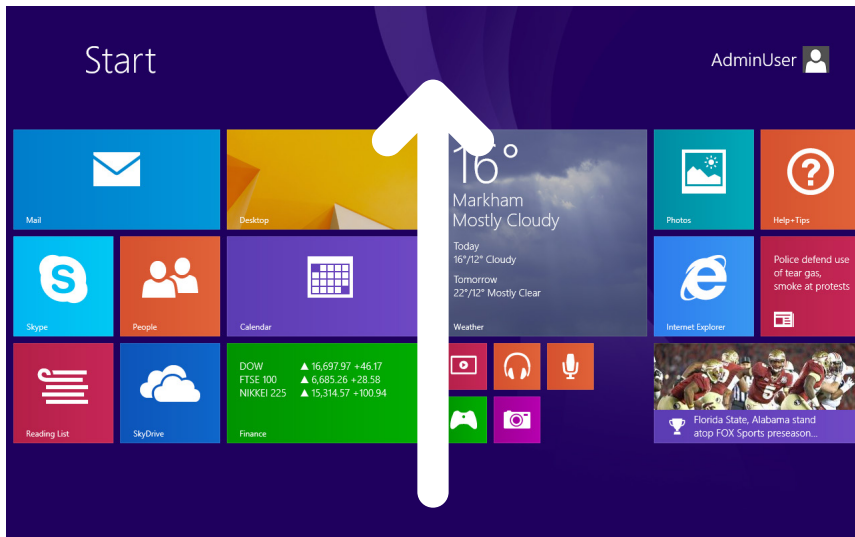 Start
AdminUser
Mail
Desktop
16°
Markham
Mostly Cloudy
Today
16°/12° Cloudy
Tomorrow
22°/12° Mostly Clear
Weather
Photos
Help+Tips
Skype
People
Calendar
Internet Explorer
Police defend use
of tear gas,
smoke at protests
Reading List
SkyDrive
DOW ▲ 16,697.97 +46.17
FTSE 100 ▲ 6,685.26 +28.58
NIKKEI 225 ▲ 15,314.57 +100.94
Finance
Florida State, Alabama stand
atop FOX Sports preseason...